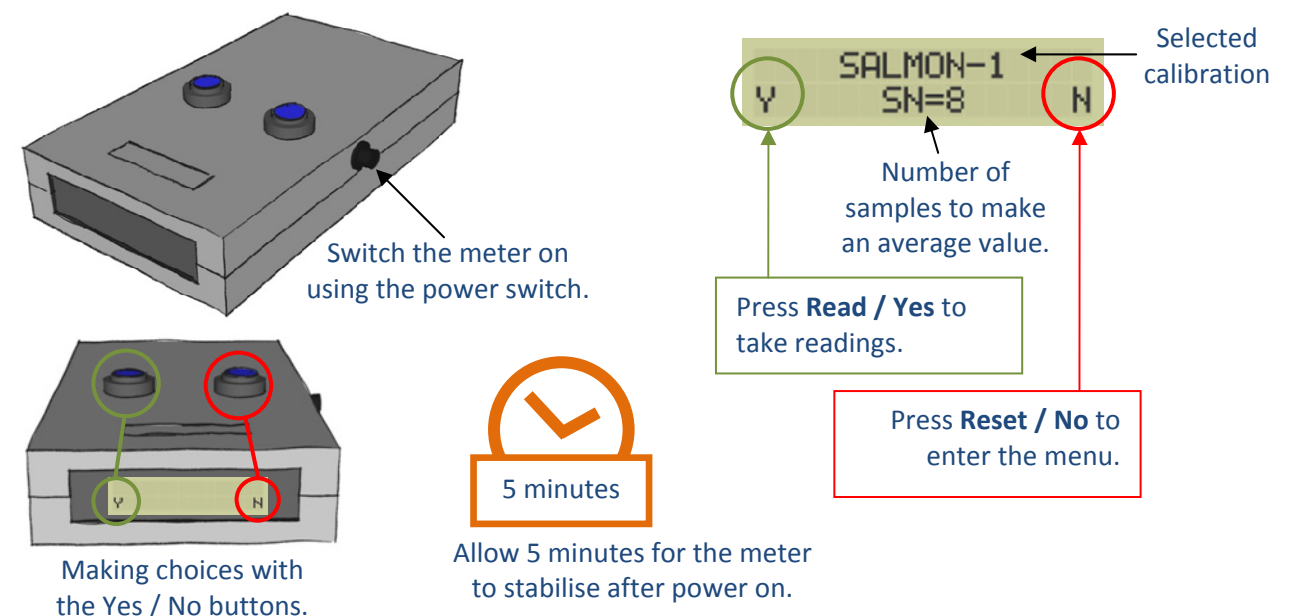 Switch the meter on
using the power switch.
Y N
Making choices with
the Yes / No buttons.
5 minutes
Allow 5 minutes for the meter
to stabilise after power on.
SALMON-1
Y SN=8 N
Selected
calibration
Number of
samples to make
an average value.
Press Read / Yes to
take readings.
Press Reset / No to
enter the menu.